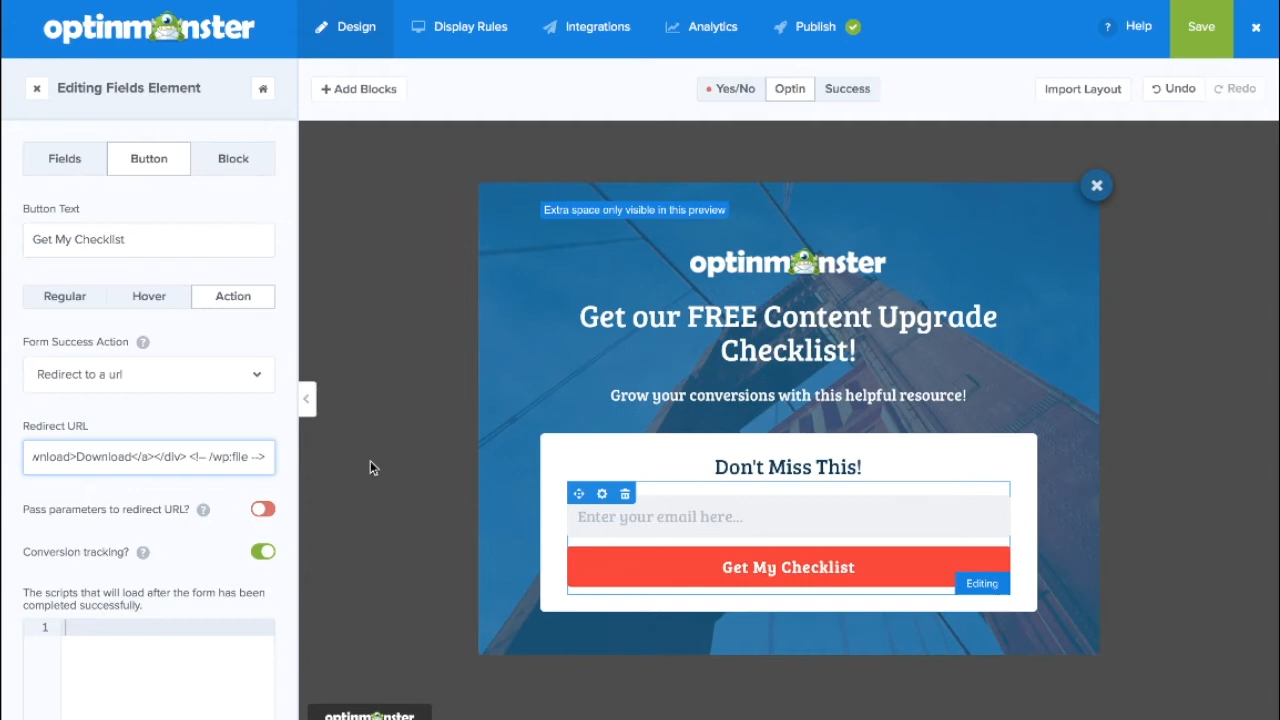 optinmonster
Design
Display Rules
Integrations
Analytics
Publish
? Help
Save
Editing Fields Element
+ Add Blocks
Yes/No
Optin
Success
Import Layout
Undo
Redo
Fields
Button
Block
Button Text
Get My Checklist
Regular
Hover
Action
Form Success Action ?
Redirect to a url
Redirect URL
wnload>Download</a></div> <!-- /wp:file -->
Pass parameters to redirect URL? ?
Conversion tracking? ?
The scripts that will load after the form has been
completed successfully.
1
Extra space only visible in this preview
optinmonster
Get our FREE Content Upgrade
Checklist!
Grow your conversions with this helpful resource!
Don't Miss This!
Enter your email here...
Get My Checklist
Editing
optinmonster